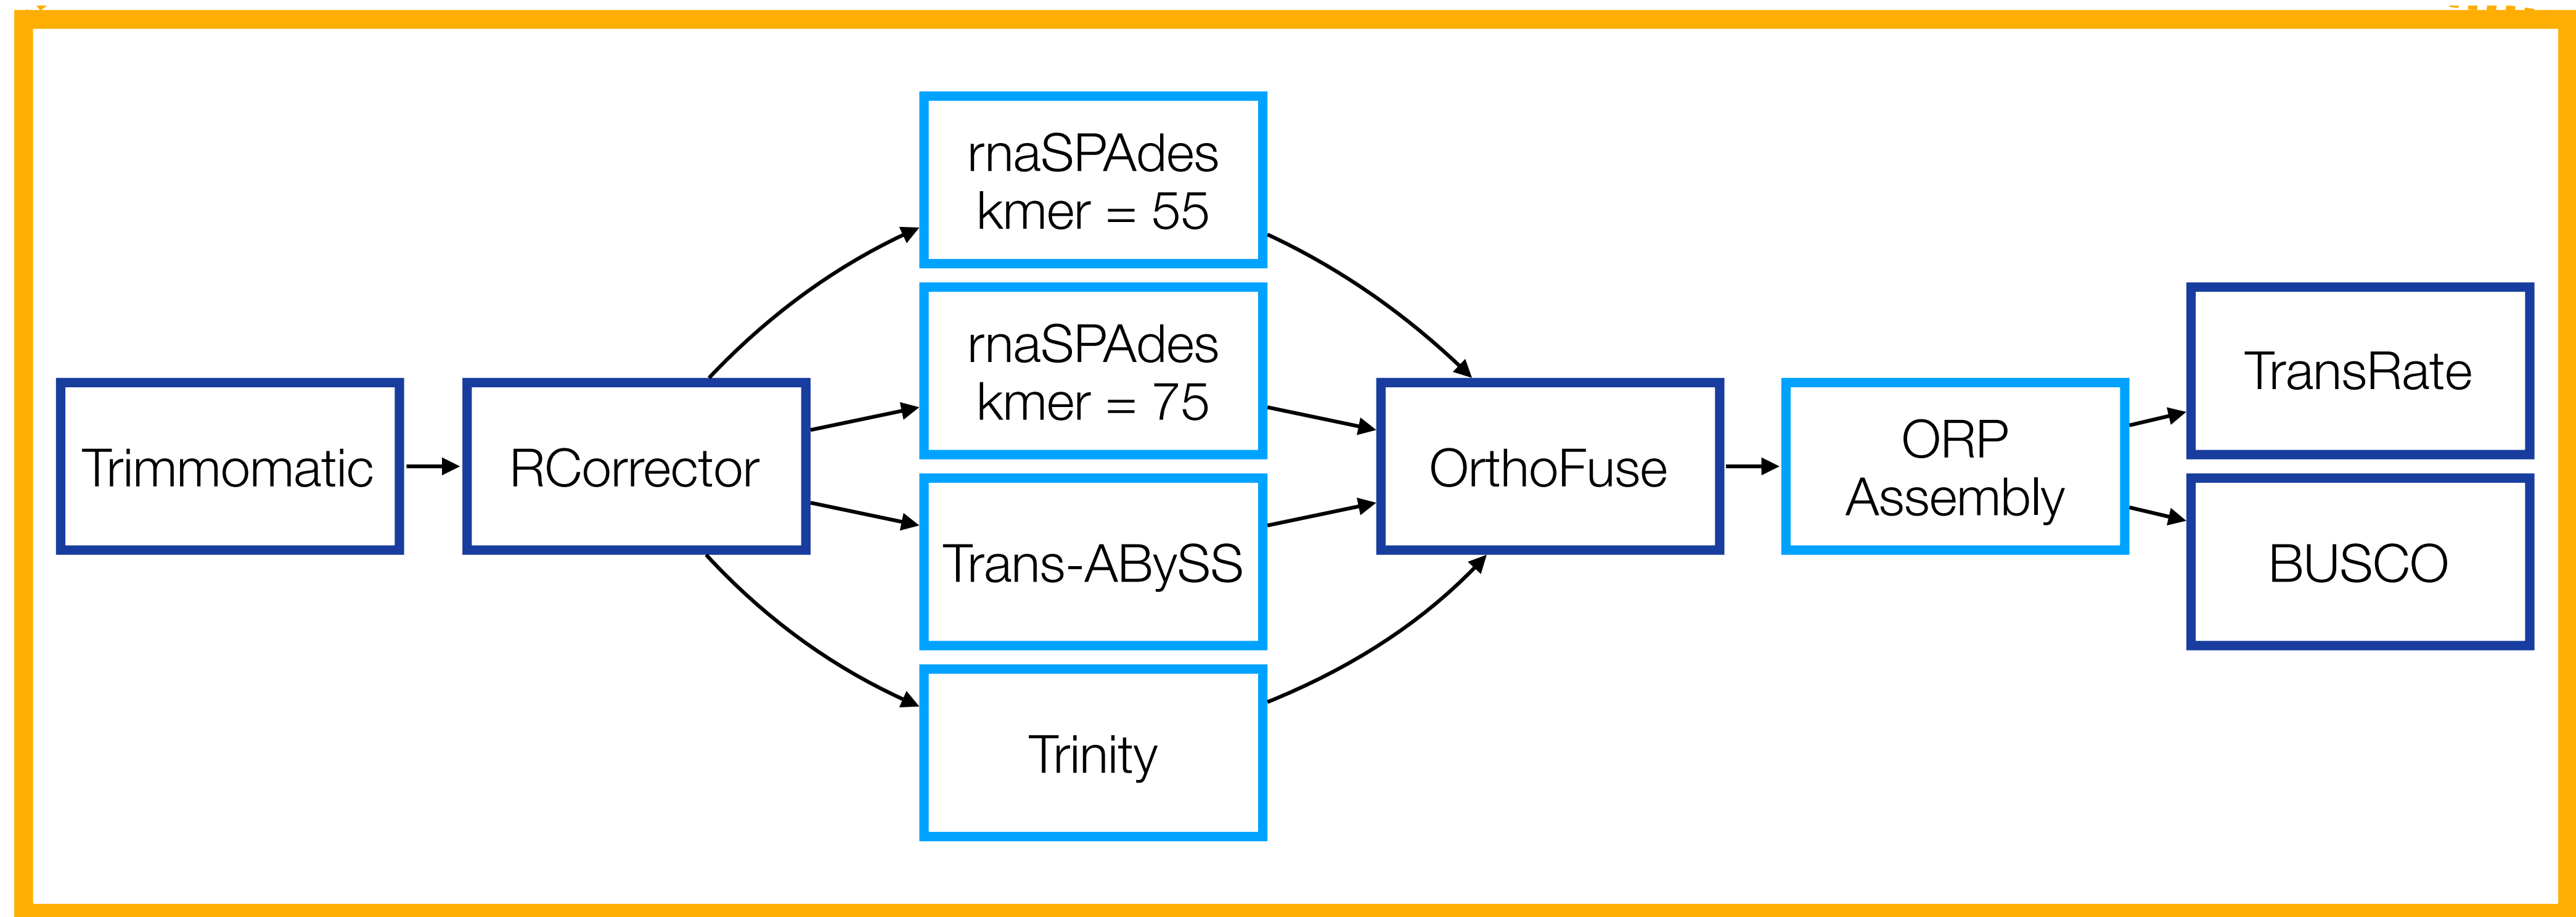 Trimmomatic
RCorrector
rnaSPAdes
kmer = 55
rnaSPAdes
kmer = 75
Trans-ABySS
Trinity
OrthoFuse
ORP
Assembly
TransRate
BUSCO